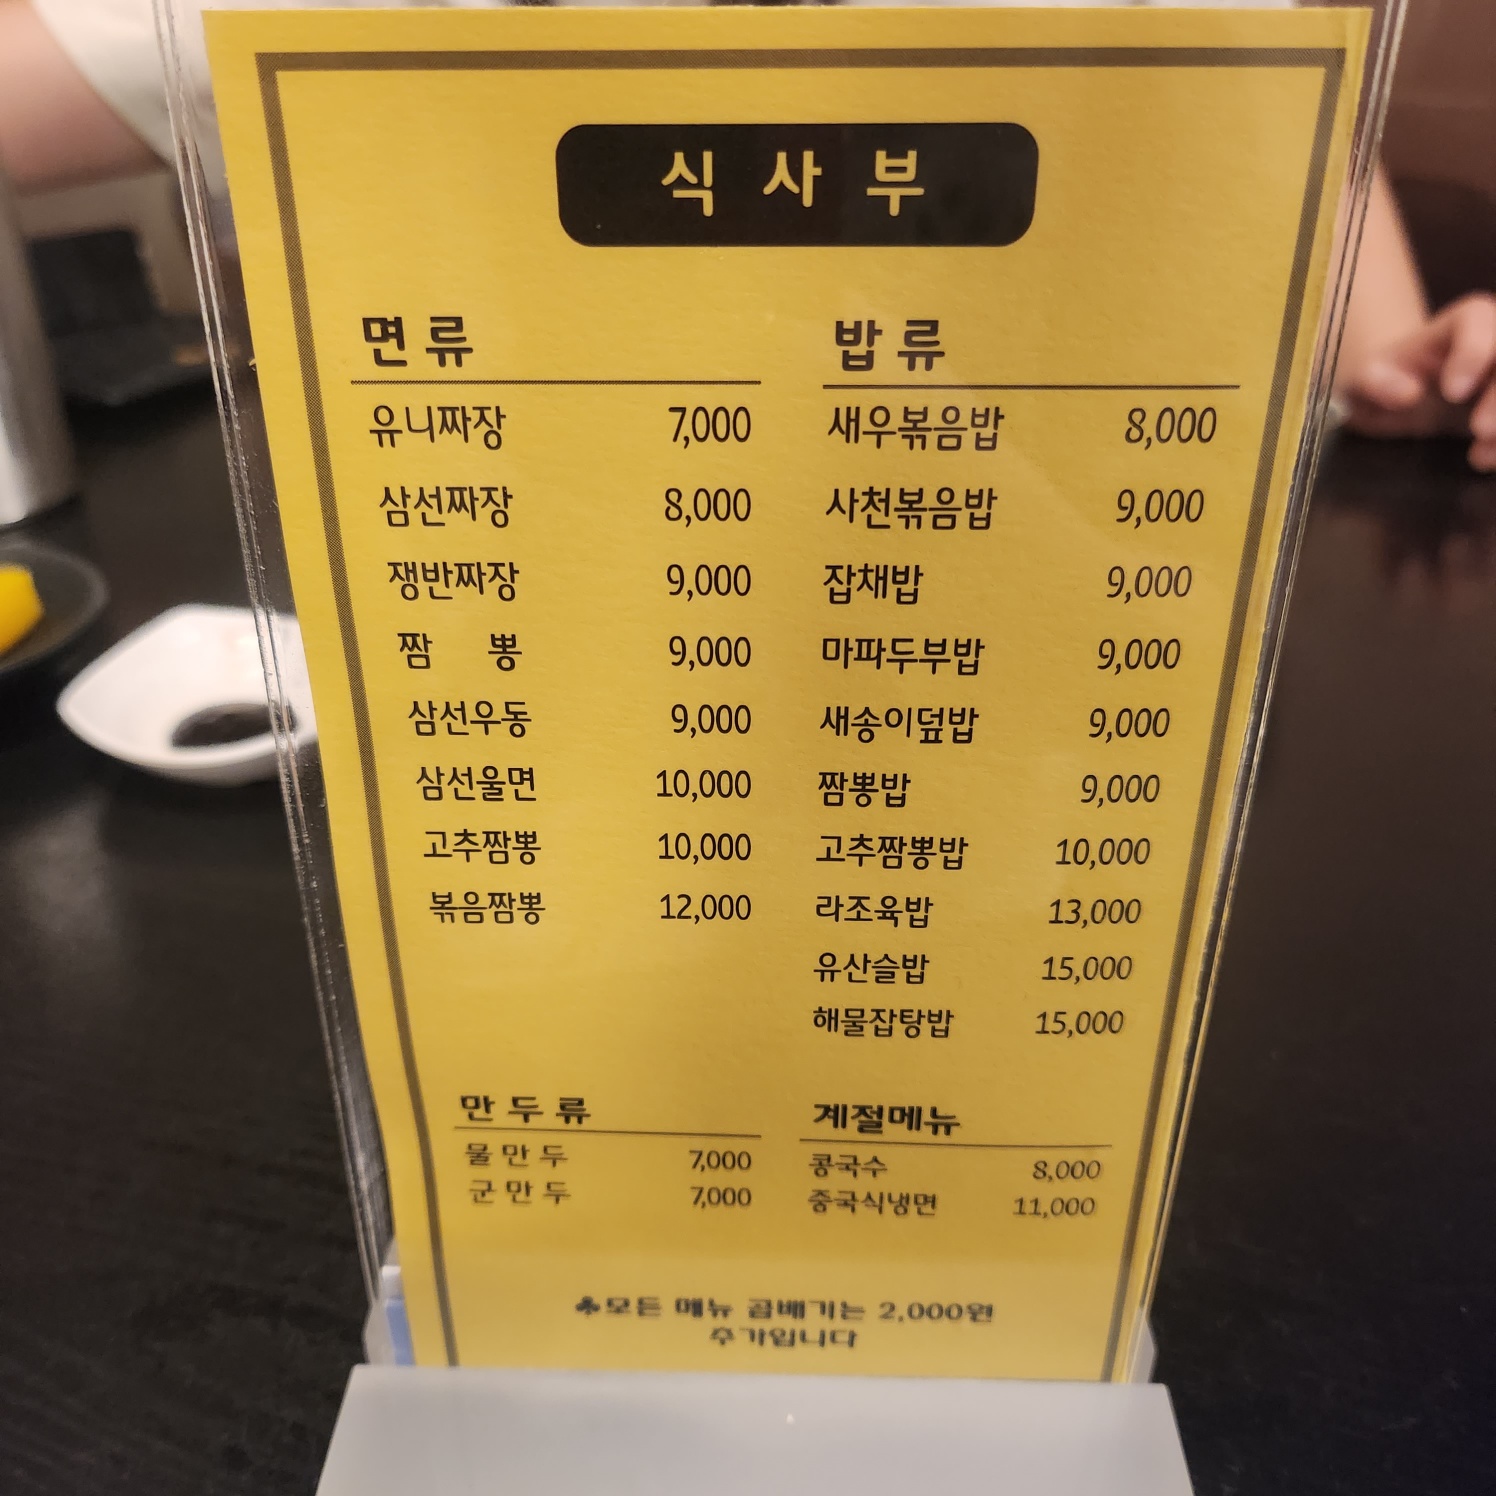 식 사 부
면 류
유니짜장 7,000
삼선짜장 8,000
쟁반짜장 9,000
짬 뽕 9,000
삼선우동 9,000
삼선울면 10,000
고추짬뽕 10,000
볶음짬뽕 12,000
밥 류
새우볶음밥 8,000
사천볶음밥 9,000
잡채밥 9,000
마파두부밥 9,000
새송이덮밥 9,000
짬뽕밥 9,000
고추짬뽕밥 10,000
라조육밥 13,000
유산슬밥 15,000
해물잡탕밥 15,000
만 두 류
물 만 두 7,000
군 만 두 7,000
계절메뉴
콩국수 8,000
중국식냉면 11,000
♣모든 메뉴 곱배기는 2,000원
추가입니다